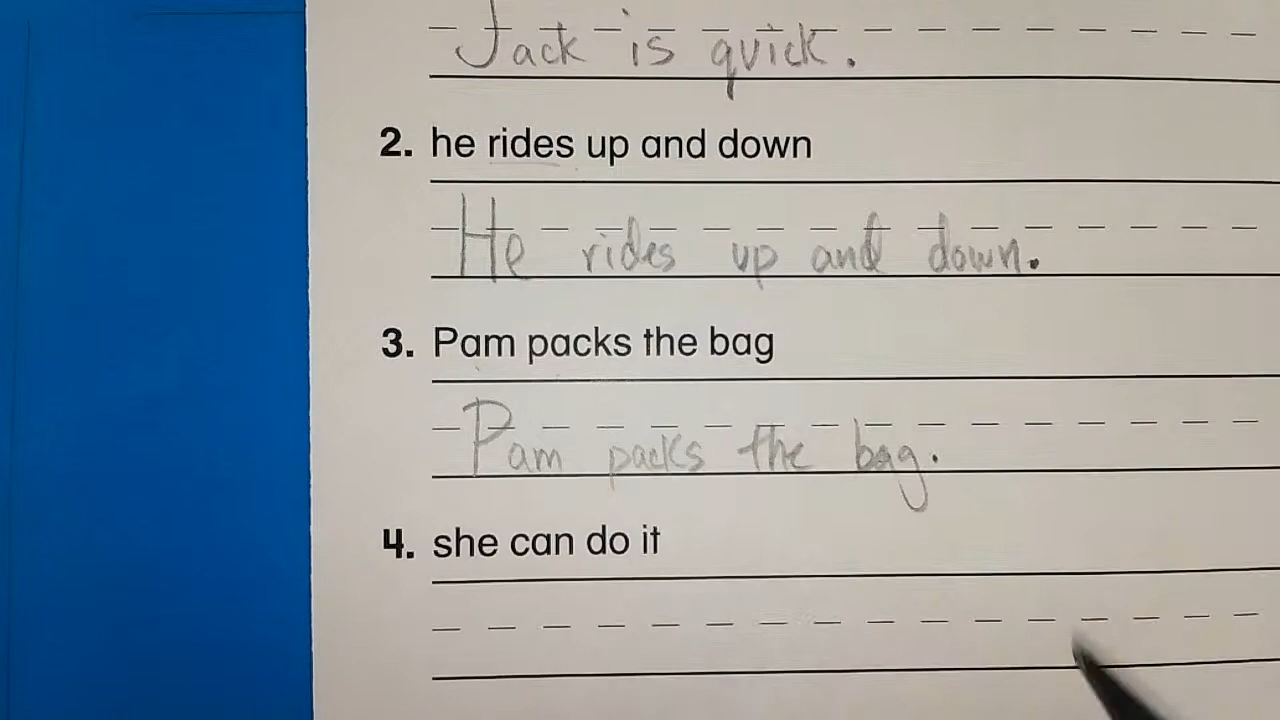 Jack is quick.
2. he rides up and down
He rides up and down.
3. Pam packs the bag
Pam packs the bag.
4. she can do it